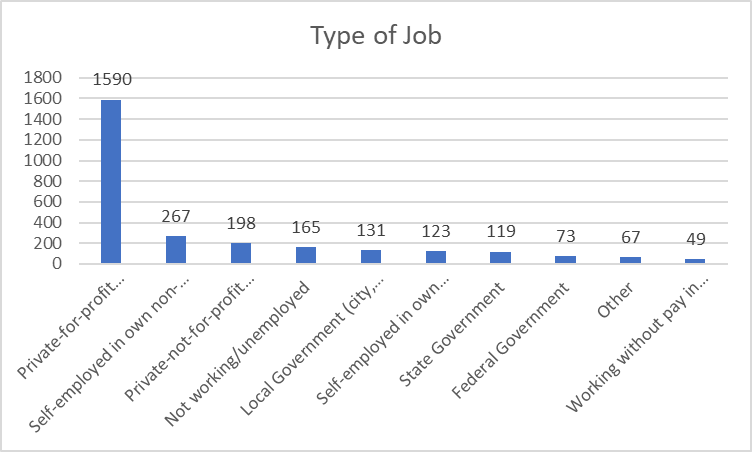 Type of Job
1800
1600
1400
1200
1000
800
600
400
200
0
1590
267
198
165
131
123
119
73
67
49
Private-for-profit...
Self-employed in own non-...
Private-not-for-profit...
Not working/unemployed
Local Government (city,...
Self-employed in own...
State Government
Federal Government
Other
Working without pay in...